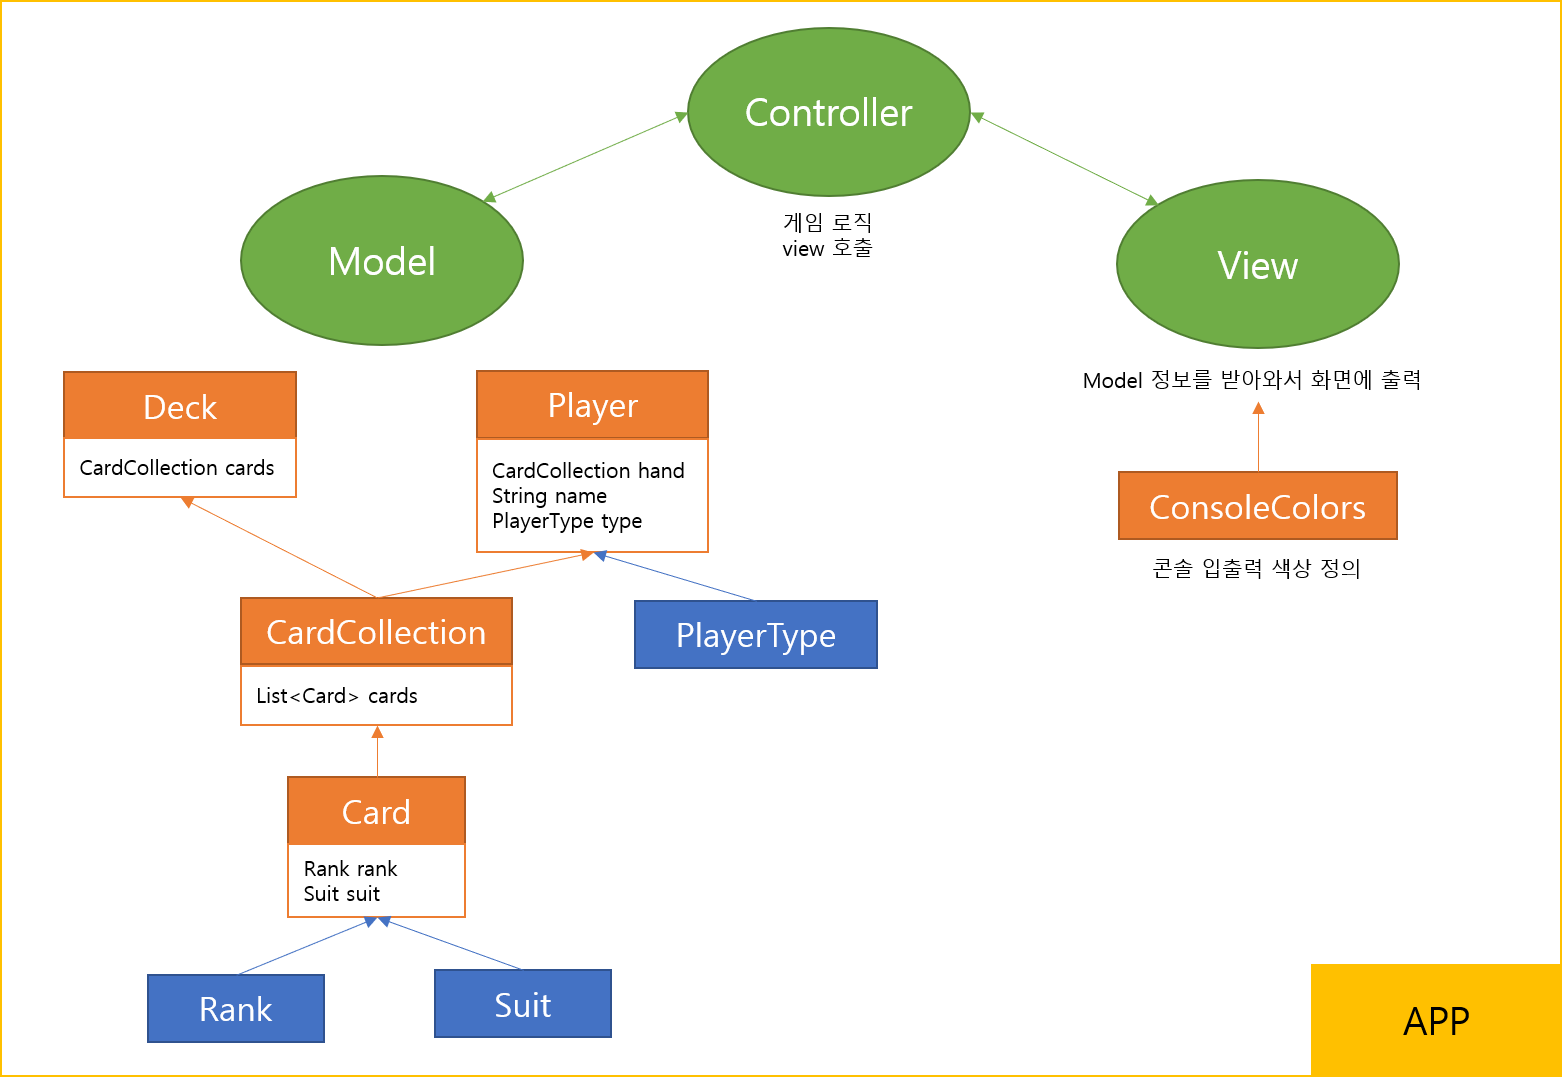 Controller
게임 로직
view 호출
Model
View
Model 정보를 받아와서 화면에 출력
Deck
CardCollection cards
Player
CardCollection hand
String name
PlayerType type
ConsoleColors
콘솔 입출력 색상 정의
CardCollection
List<Card> cards
PlayerType
Card
Rank rank
Suit suit
Rank
Suit
APP